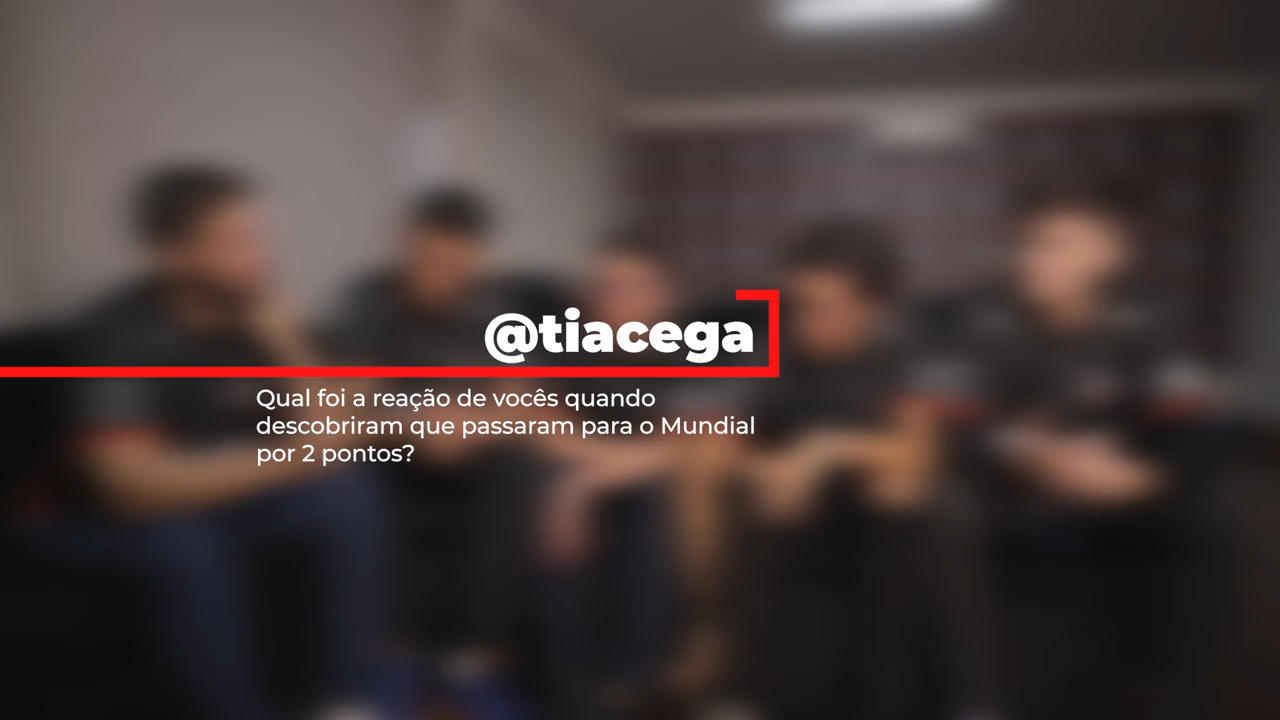 @tiacega
Qual foi a reação de vocês quando
descobriram que passaram para o Mundial
por 2 pontos?